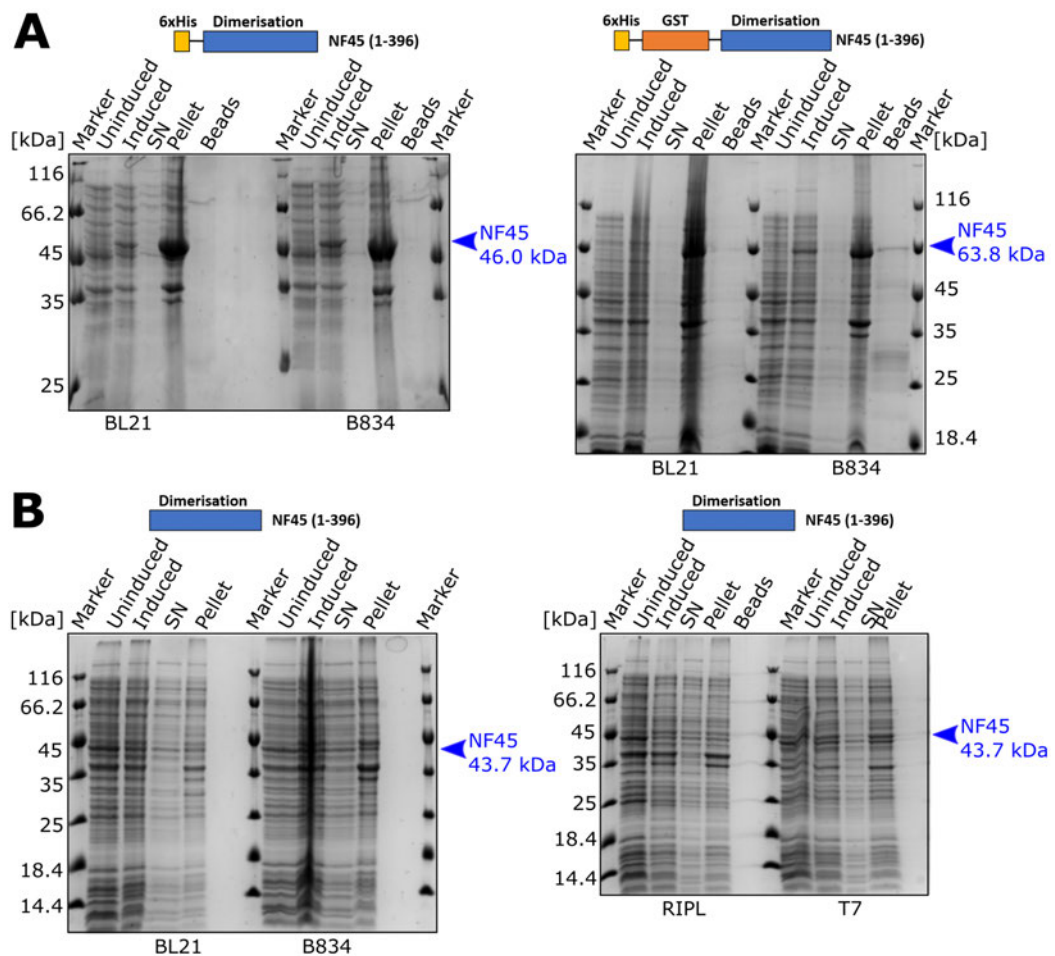 A
6xHis Dimerisation
NF45 (1-396)
Marker Uninduced Induced SN Pellet Beads Marker Uninduced Induced SN Pellet Beads Marker
[kDa]
116
66.2
45
35
25
NF45
46.0 kDa
BL21 B834
6xHis GST Dimerisation
NF45 (1-396)
Uninduced Induced SN Pellet Beads Marker Uninduced Induced SN Pellet Beads Marker
[kDa]
116
NF45
63.8 kDa
45
35
25
18.4
BL21 B834
B
Dimerisation
NF45 (1-396)
Marker Uninduced Induced SN Pellet Marker Uninduced Induced SN Pellet Marker
[kDa]
116
66.2
45
35
25
18.4
14.4
NF45
43.7 kDa
BL21 B834
Dimerisation
NF45 (1-396)
Marker Uninduced Induced SN Pellet Beads Marker Uninduced Induced SN Pellet
[kDa]
116
66.2
45
35
25
18.4
14.4
NF45
43.7 kDa
RIPL T7